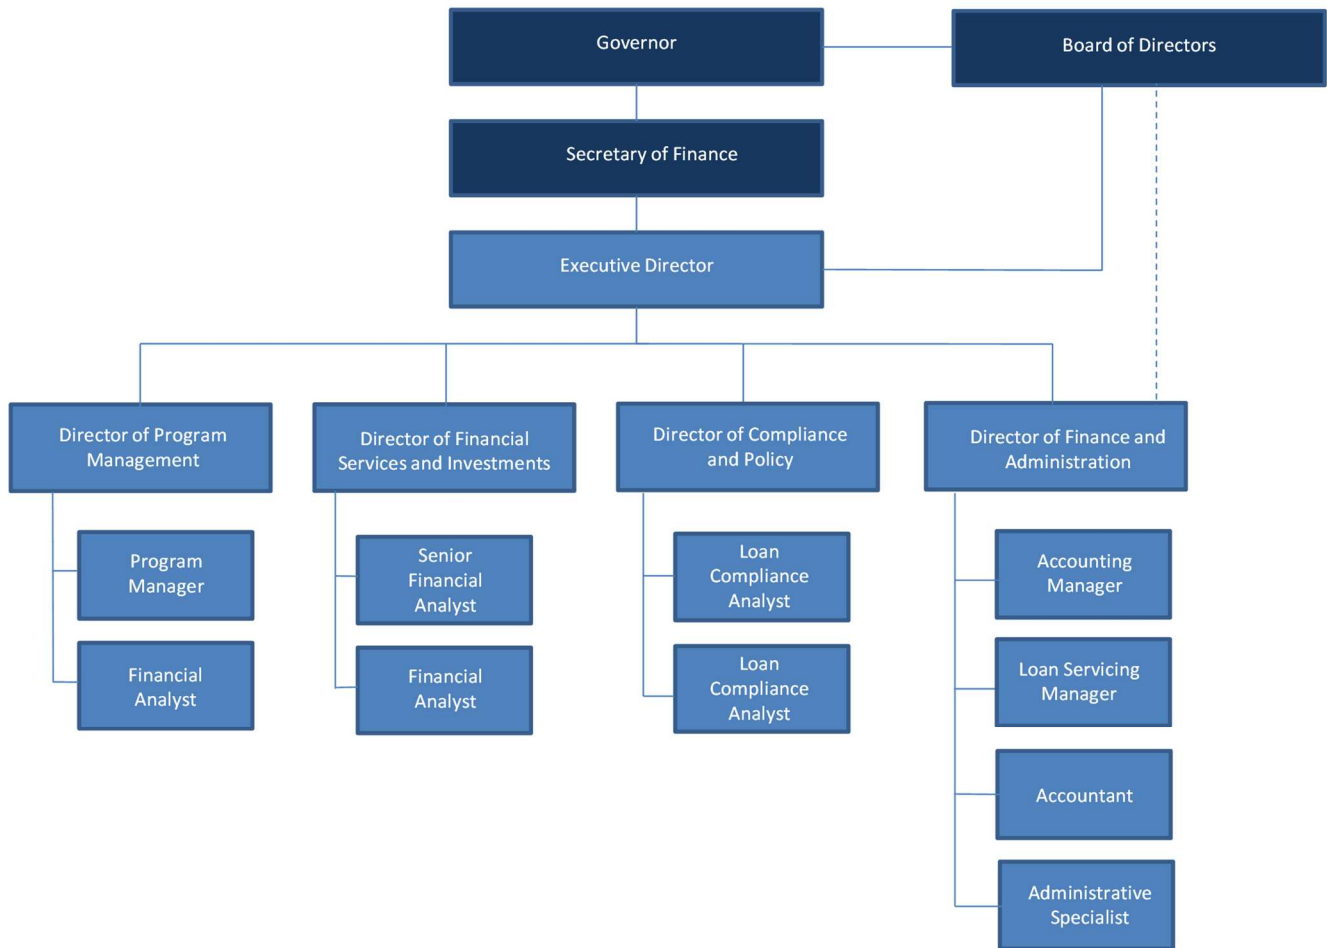 Governor
Board of Directors
Secretary of Finance
Executive Director
Director of Program
Management
Director of Financial
Services and Investments
Director of Compliance
and Policy
Director of Finance and
Administration
Program
Manager
Financial
Analyst
Senior
Financial
Analyst
Financial
Analyst
Loan
Compliance
Analyst
Loan
Compliance
Analyst
Accounting
Manager
Loan Servicing
Manager
Accountant
Administrative
Specialist